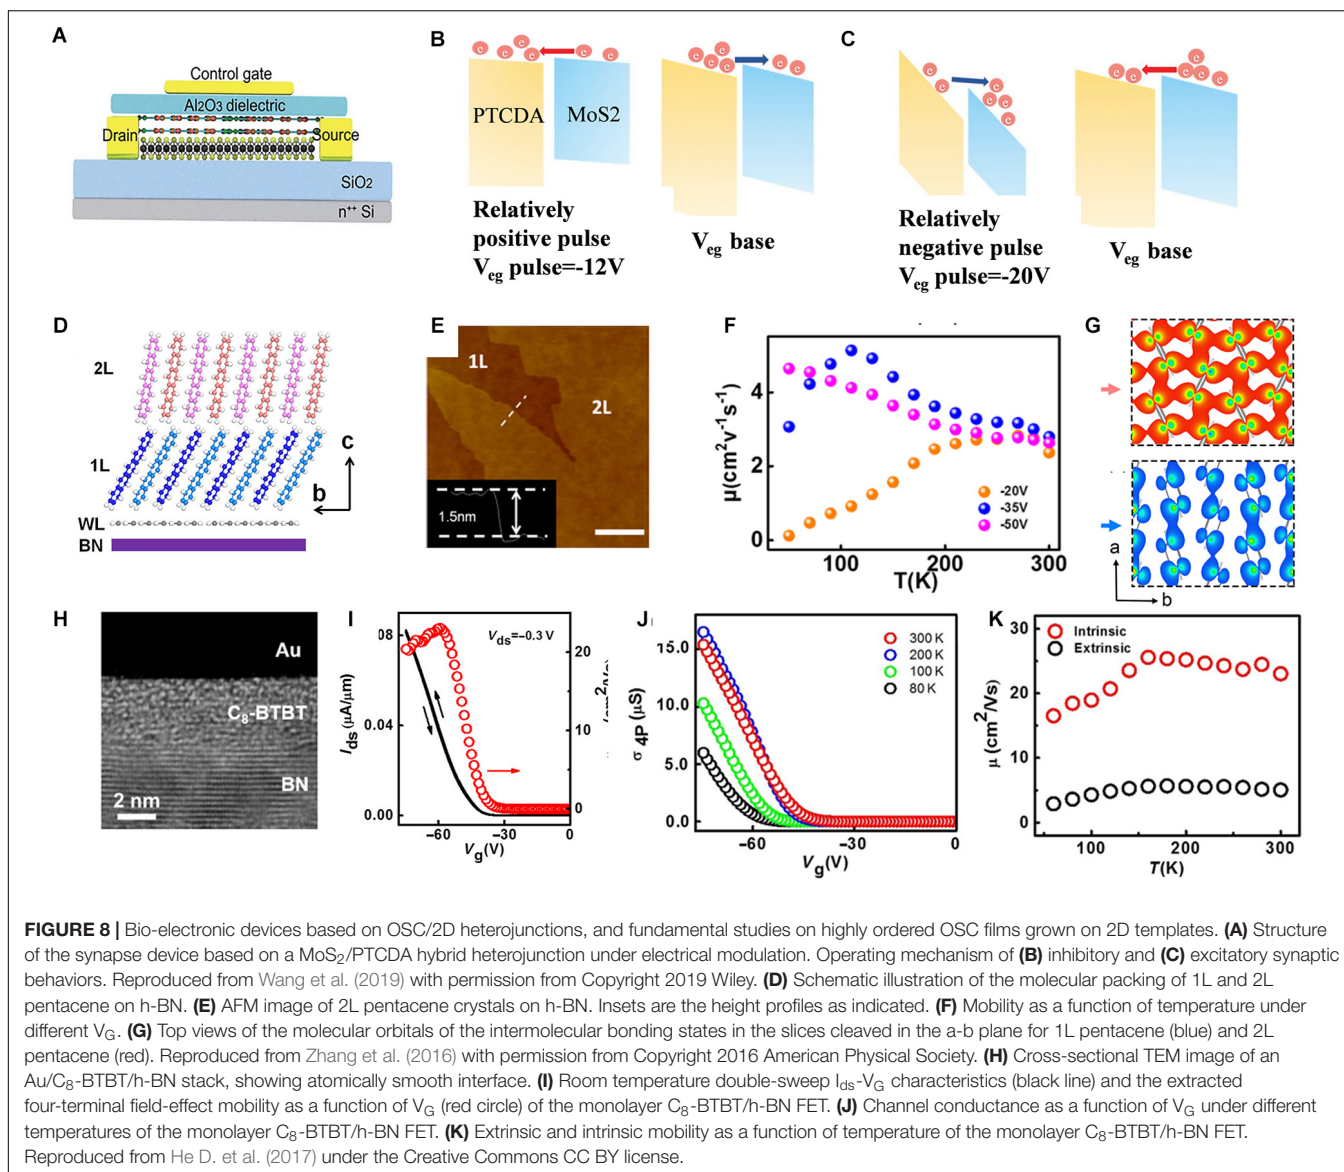 A
Control gate
Al2O3 dielectric
Drain
Source
SiO2
n++ Si
B
PTCDA
MoS2
e e e e e e
e e e e e e
Relatively
positive pulse
Veg pulse=-12V
Veg base
C
e e e e e e
e e e e e e
Relatively
negative pulse
Veg pulse=-20V
Veg base
D
2L
1L
c
b
WL
BN
E
1L
2L
1.5nm
F
μ(cm²v⁻¹s⁻¹)
4
2
0
-20V
-35V
-50V
100
200
300
T(K)
G
a
b
H
Au
C8-BTBT
BN
2 nm
I
08
0.04
0.00
Ids(μA/μm)
Vds=-0.3 V
20
0
−60
−30
0
Vg(V)
J
15.0
10.0
5.0
0.0
σ 4P (μS)
300 K
200 K
100 K
80 K
−60
−30
0
Vg(V)
K
30
20
10
0
μ (cm²/Vs)
Intrinsic
Extrinsic
100
200
300
T(K)
FIGURE 8 | Bio-electronic devices based on OSC/2D heterojunctions, and fundamental studies on highly ordered OSC films grown on 2D templates. (A) Structure
of the synapse device based on a MoS2/PTCDA hybrid heterojunction under electrical modulation. Operating mechanism of (B) inhibitory and (C) excitatory synaptic
behaviors. Reproduced from Wang et al. (2019) with permission from Copyright 2019 Wiley. (D) Schematic illustration of the molecular packing of 1L and 2L
pentacene on h-BN. (E) AFM image of 2L pentacene crystals on h-BN. Insets are the height profiles as indicated. (F) Mobility as a function of temperature under
different VG. (G) Top views of the molecular orbitals of the intermolecular bonding states in the slices cleaved in the a-b plane for 1L pentacene (blue) and 2L
pentacene (red). Reproduced from Zhang et al. (2016) with permission from Copyright 2016 American Physical Society. (H) Cross-sectional TEM image of an
Au/C8-BTBT/h-BN stack, showing atomically smooth interface. (I) Room temperature double-sweep Ids-VG characteristics (black line) and the extracted
four-terminal field-effect mobility as a function of VG (red circle) of the monolayer C8-BTBT/h-BN FET. (J) Channel conductance as a function of VG under different
temperatures of the monolayer C8-BTBT/h-BN FET. (K) Extrinsic and intrinsic mobility as a function of temperature of the monolayer C8-BTBT/h-BN FET.
Reproduced from He D. et al. (2017) under the Creative Commons CC BY license.